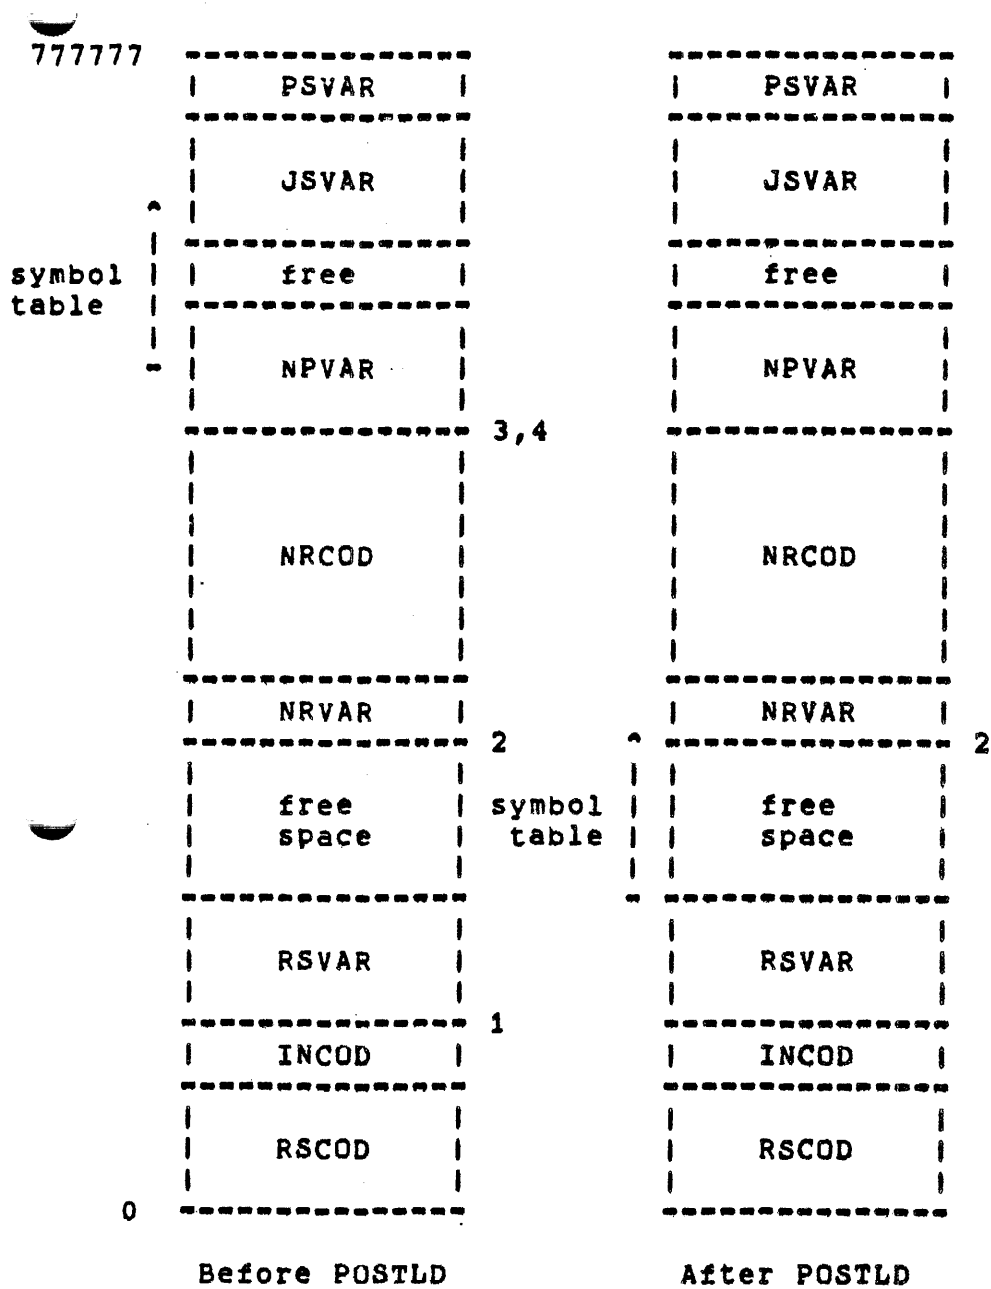 777777
PSVAR PSVAR
JSVAR JSVAR
symbol free free
table
NPVAR NPVAR
3,4
NRCOD NRCOD
NRVAR NRVAR
2 2
free symbol free
space table space
RSVAR RSVAR
1
INCOD INCOD
RSCOD RSCOD
0
Before POSTLD After POSTLD